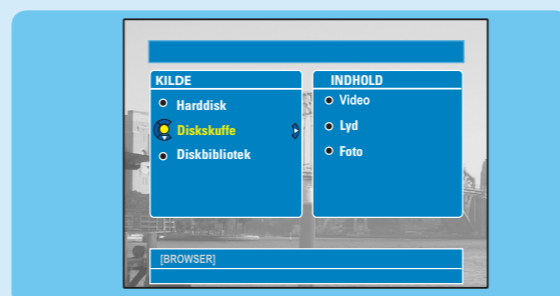 KILDE
Harddisk
Diskskuffe
Diskbibliotek
INDHOLD
Video
Lyd
Foto
[BROWSER]